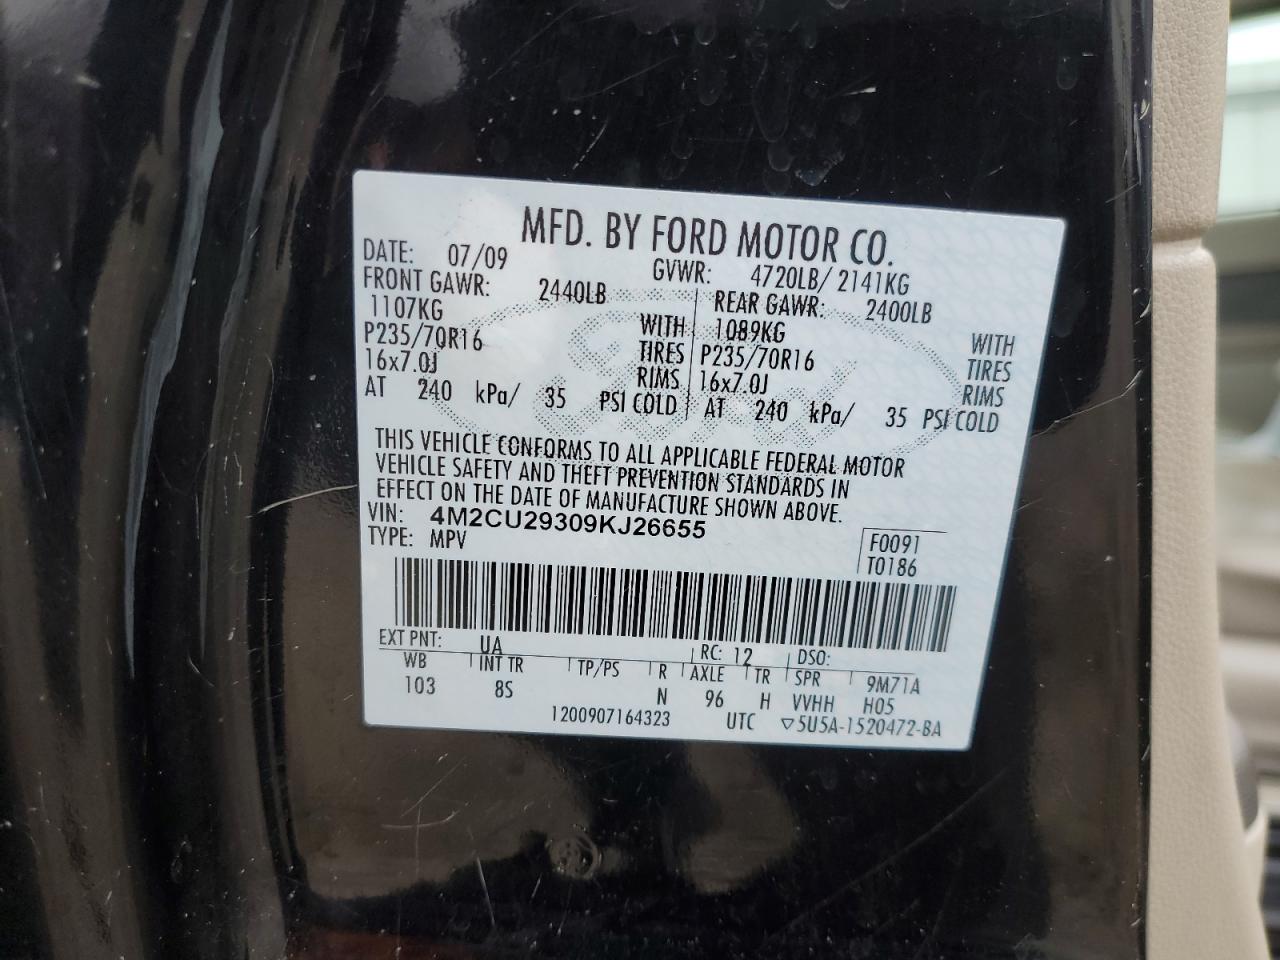 MFD. BY FORD MOTOR CO.
DATE: 07/09 GVWR: 4720LB/ 2141KG
FRONT GAWR: 2440LB REAR GAWR: 2400LB
1107KG WITH 1089KG WITH
P235/70R16 TIRES P235/70R16 TIRES
16x7.0J RIMS 16x7.0J RIMS
AT 240 kPa/ 35 PSI COLD AT 240 kPa/ 35 PSI COLD
THIS VEHICLE CONFORMS TO ALL APPLICABLE FEDERAL MOTOR
VEHICLE SAFETY AND THEFT PREVENTION STANDARDS IN
EFFECT ON THE DATE OF MANUFACTURE SHOWN ABOVE.
VIN: 4M2CU29309KJ26655 F0091
TYPE: MPV T0186
EXT PNT: UA RC: 12 DSO:
WB INT TR TP/PS R AXLE TR SPR 9M71A
103 8S N 96 H VVHH H05
1200907164323 UTC ▽5U5A-1520472-BA